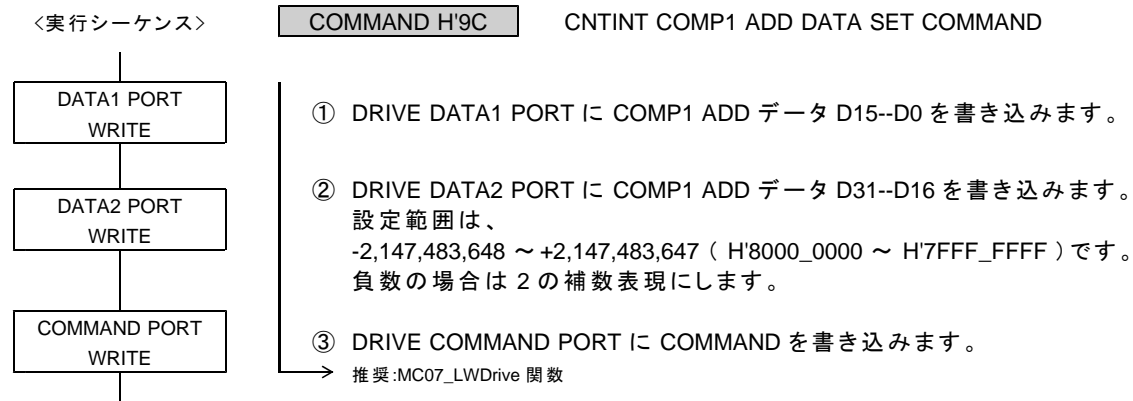 <実行シーケンス>
COMMAND H'9C
CNTINT COMP1 ADD DATA SET COMMAND
DATA1 PORT
WRITE
① DRIVE DATA1 PORT に COMP1 ADD データ D15--D0 を書き込みます。
DATA2 PORT
WRITE
② DRIVE DATA2 PORT に COMP1 ADD データ D31--D16 を書き込みます。
設定範囲は、
-2,147,483,648 ～ +2,147,483,647 ( H'8000_0000 ～ H'7FFF_FFFF ) です。
負数の場合は 2 の補数表現にします。
COMMAND PORT
WRITE
③ DRIVE COMMAND PORT に COMMAND を書き込みます。
推奨:MC07_LWDrive 関数